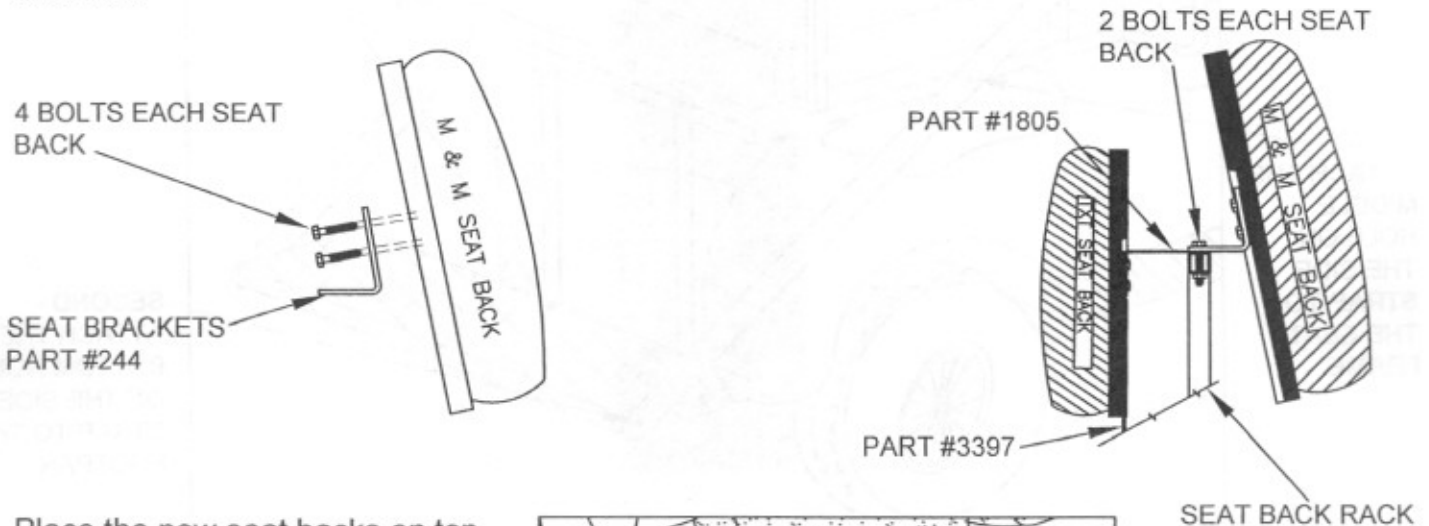 2 BOLTS EACH SEAT
BACK
4 BOLTS EACH SEAT
BACK
PART #1805
M & M SEAT BACK
TXT SEAT BACK
M & M SEAT BACK
SEAT BRACKETS
PART #244
PART #3397
SEAT BACK RACK
Place the new seat backs on top